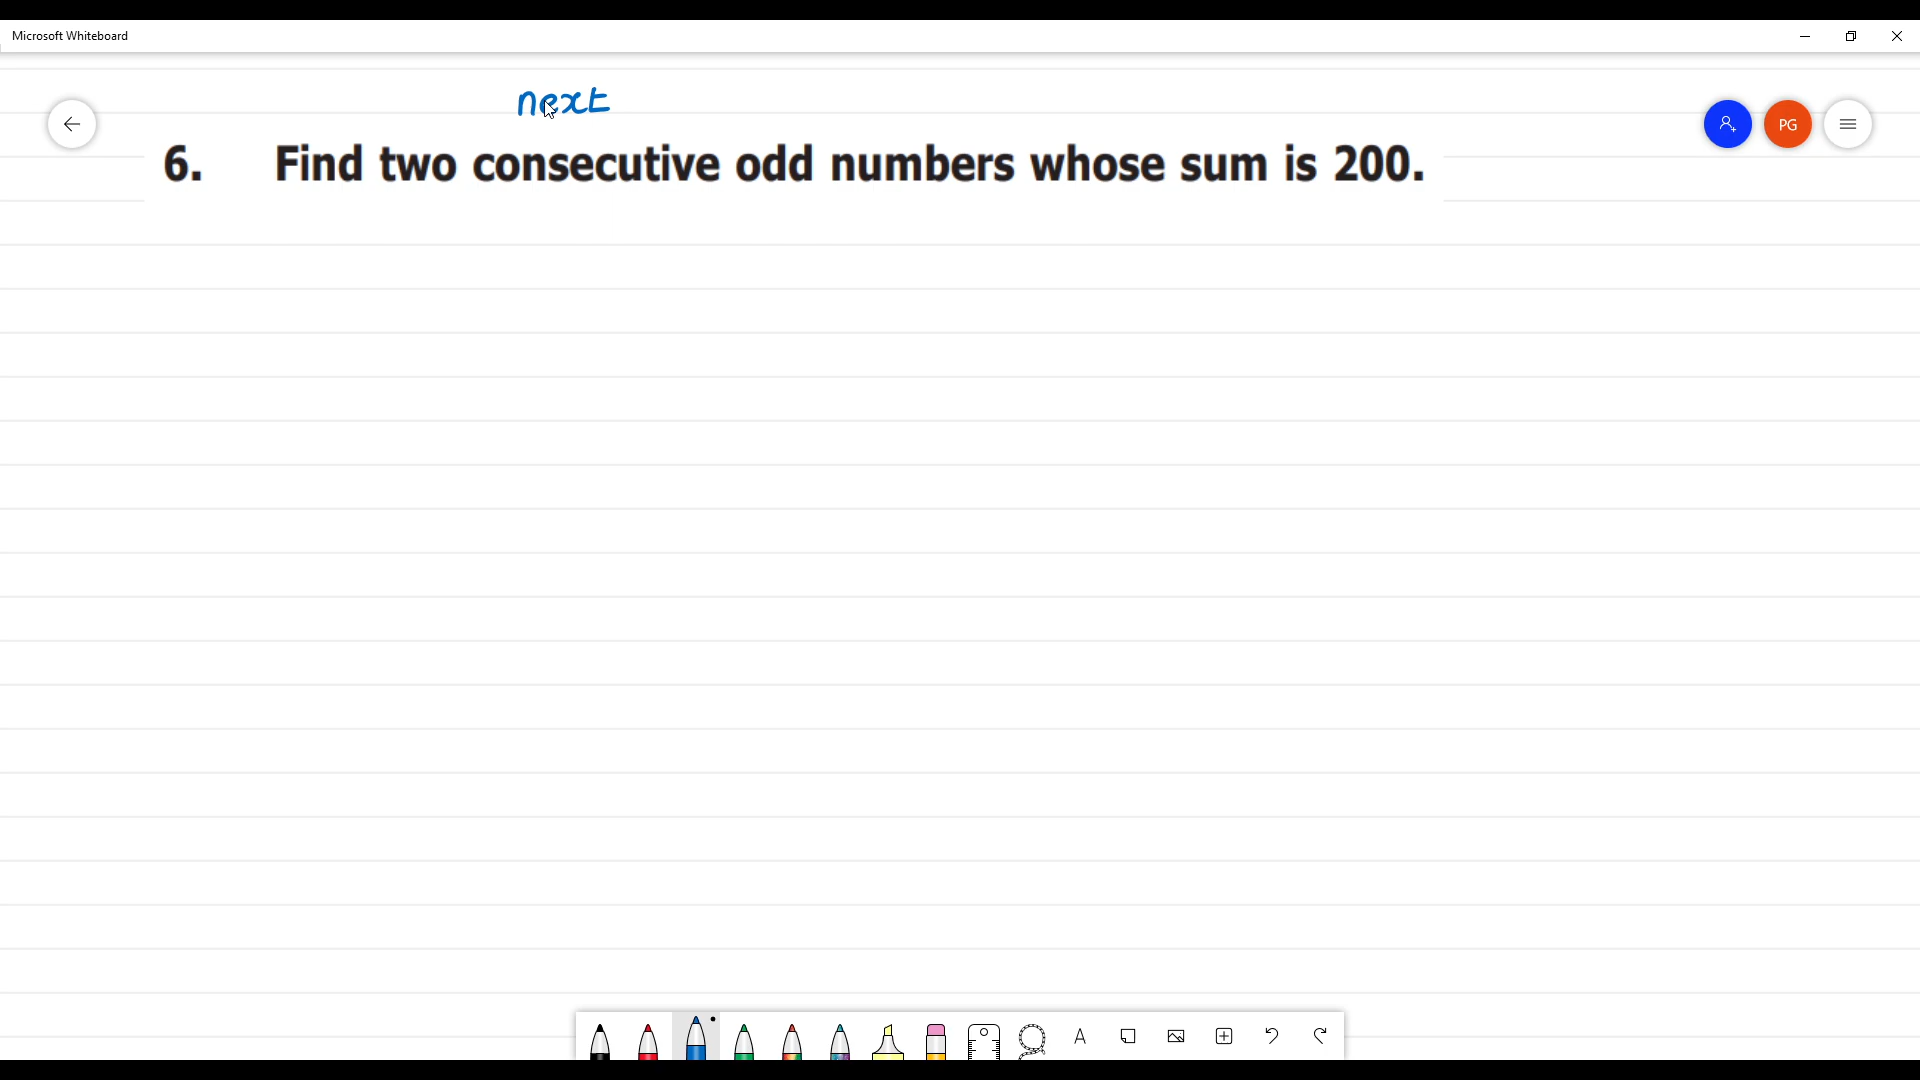 Microsoft Whiteboard
next
PG
6. Find two consecutive odd numbers whose sum is 200.
A